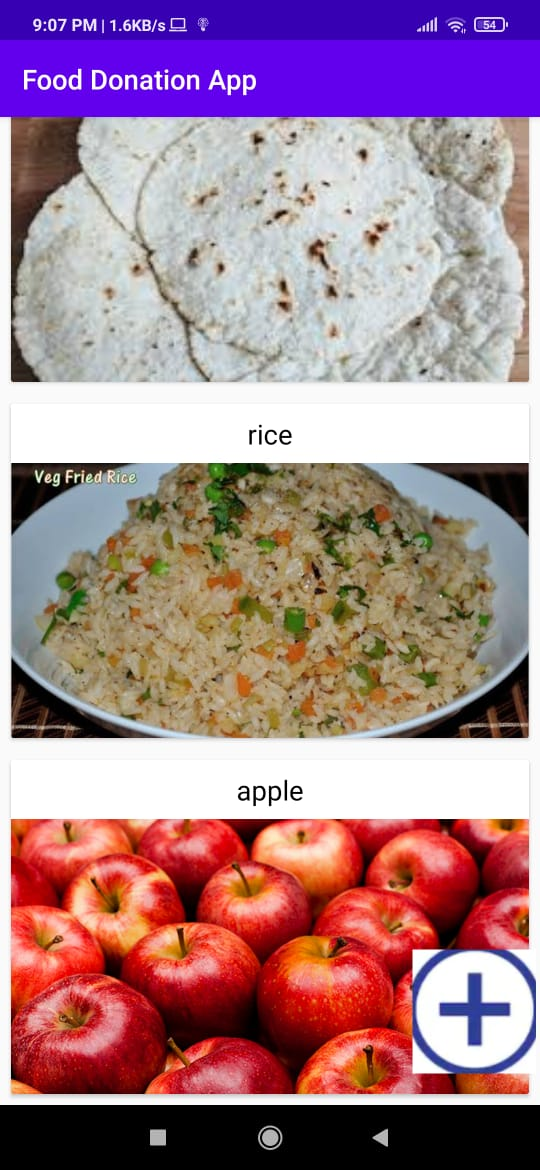 9:07 PM | 1.6KB/s
54
Food Donation App
rice
Veg Fried Rice
apple